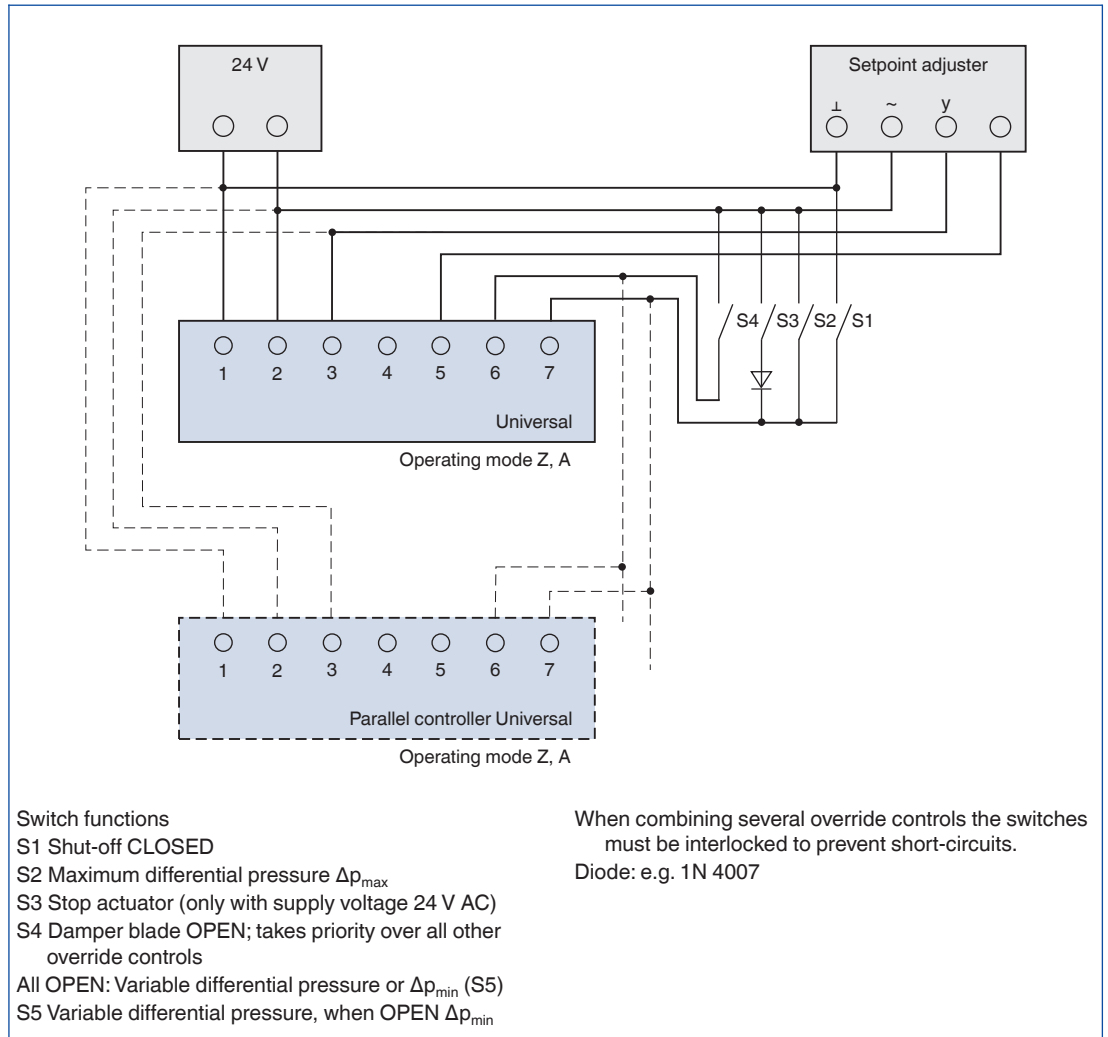 24 V
Setpoint adjuster
⊥ ~ y
S4 S3 S2 S1
1 2 3 4 5 6 7
Universal
Operating mode Z, A
1 2 3 4 5 6 7
Parallel controller Universal
Operating mode Z, A
Switch functions
S1 Shut-off CLOSED
S2 Maximum differential pressure Δpmax
S3 Stop actuator (only with supply voltage 24 V AC)
S4 Damper blade OPEN; takes priority over all other
override controls
All OPEN: Variable differential pressure or Δpmin (S5)
S5 Variable differential pressure, when OPEN Δpmin
When combining several override controls the switches
must be interlocked to prevent short-circuits.
Diode: e.g. 1N 4007